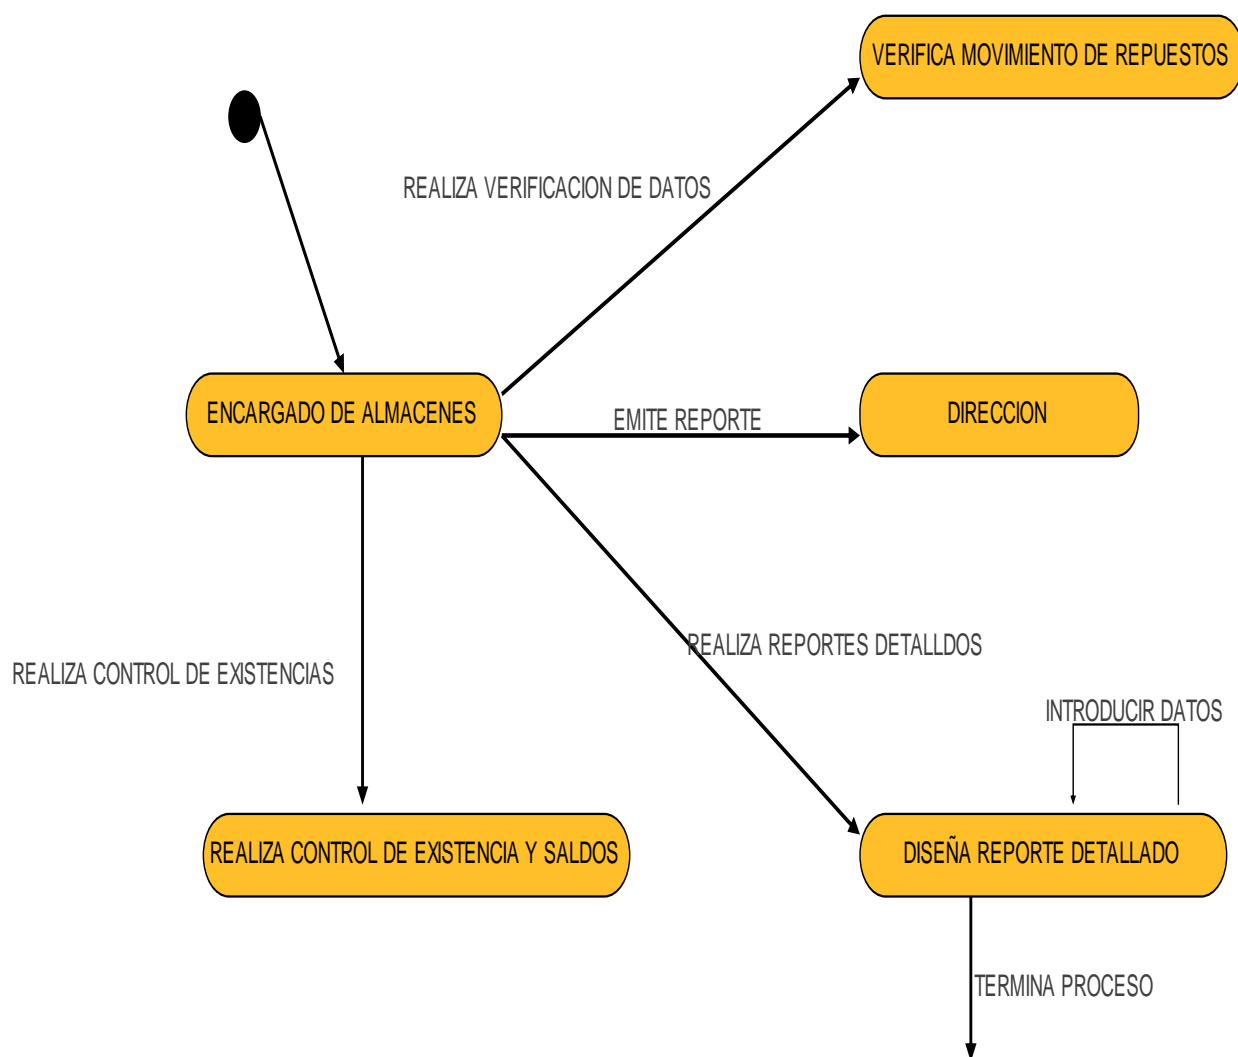 VERIFICA MOVIMIENTO DE REPUESTOS
REALIZA VERIFICACION DE DATOS
ENCARGADO DE ALMACENES
EMITE REPORTE
DIRECCION
REALIZA REPORTES DETALLDOS
REALIZA CONTROL DE EXISTENCIAS
INTRODUCIR DATOS
REALIZA CONTROL DE EXISTENCIA Y SALDOS
DISEÑA REPORTE DETALLADO
TERMINA PROCESO